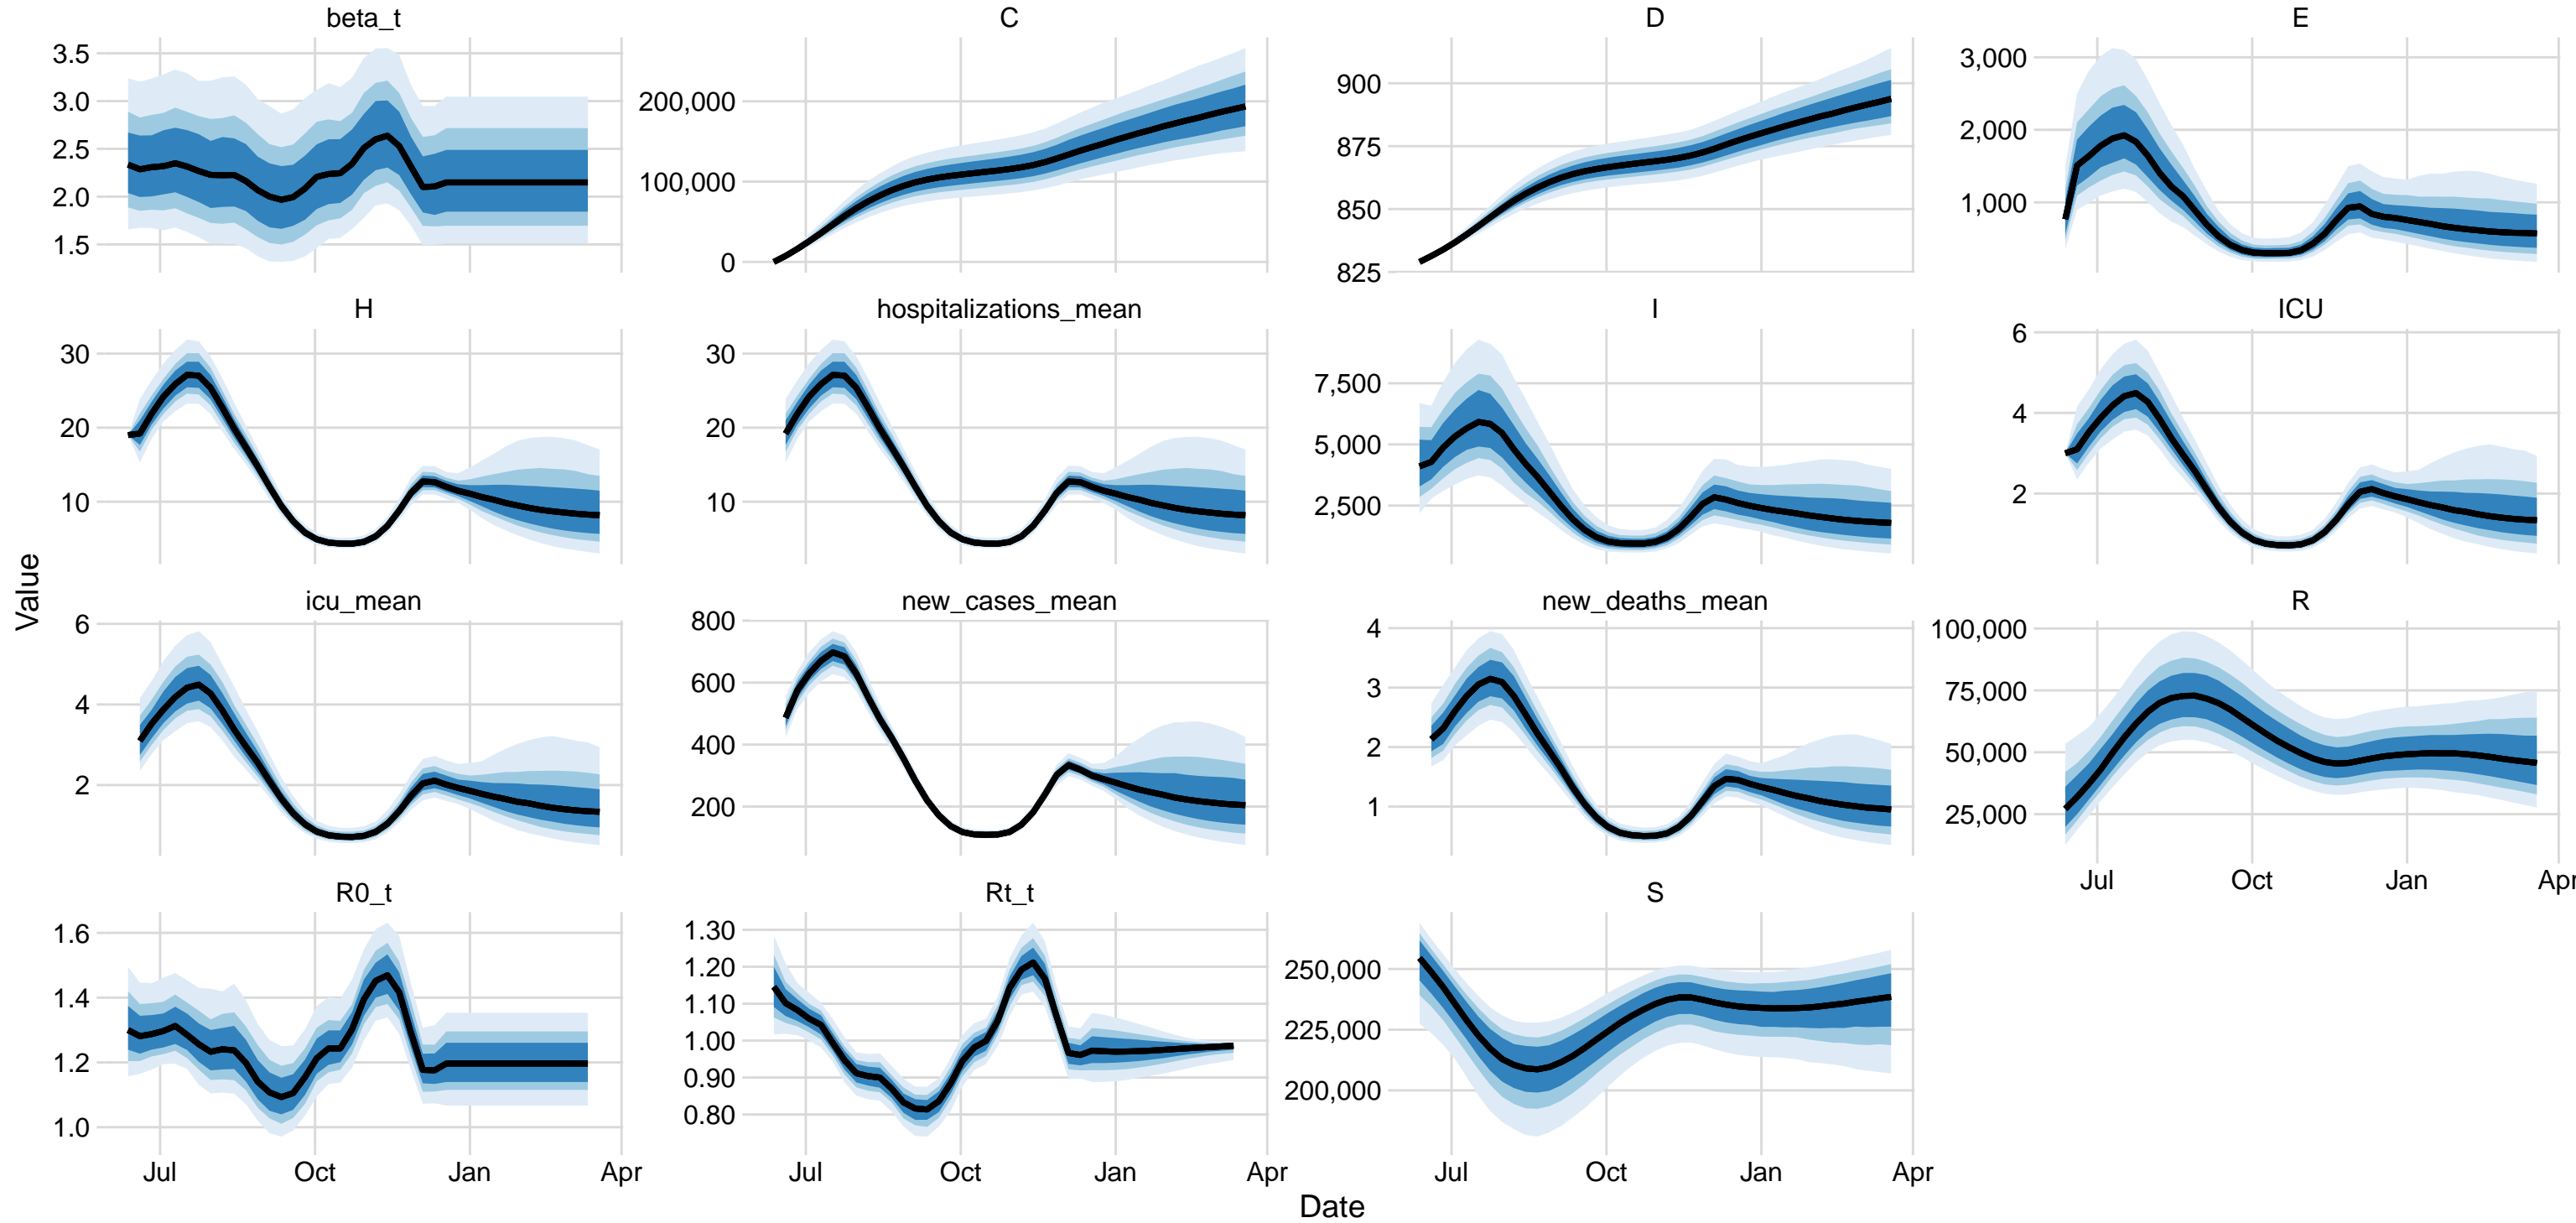 beta_t
C
D
E
3.5
3.0
2.5
2.0
1.5
200,000
100,000
0
900
875
850
825
3,000
2,000
1,000
H
hospitalizations_mean
I
ICU
30
20
10
30
20
10
7,500
5,000
2,500
6
4
2
Value
icu_mean
new_cases_mean
new_deaths_mean
R
6
4
2
800
600
400
200
4
3
2
1
100,000
75,000
50,000
25,000
Jul Oct Jan Apr
R0_t
Rt_t
S
1.6
1.4
1.2
1.0
1.30
1.20
1.10
1.00
0.90
0.80
250,000
225,000
200,000
Jul Oct Jan Apr
Jul Oct Jan Apr
Jul Oct Jan Apr
Date